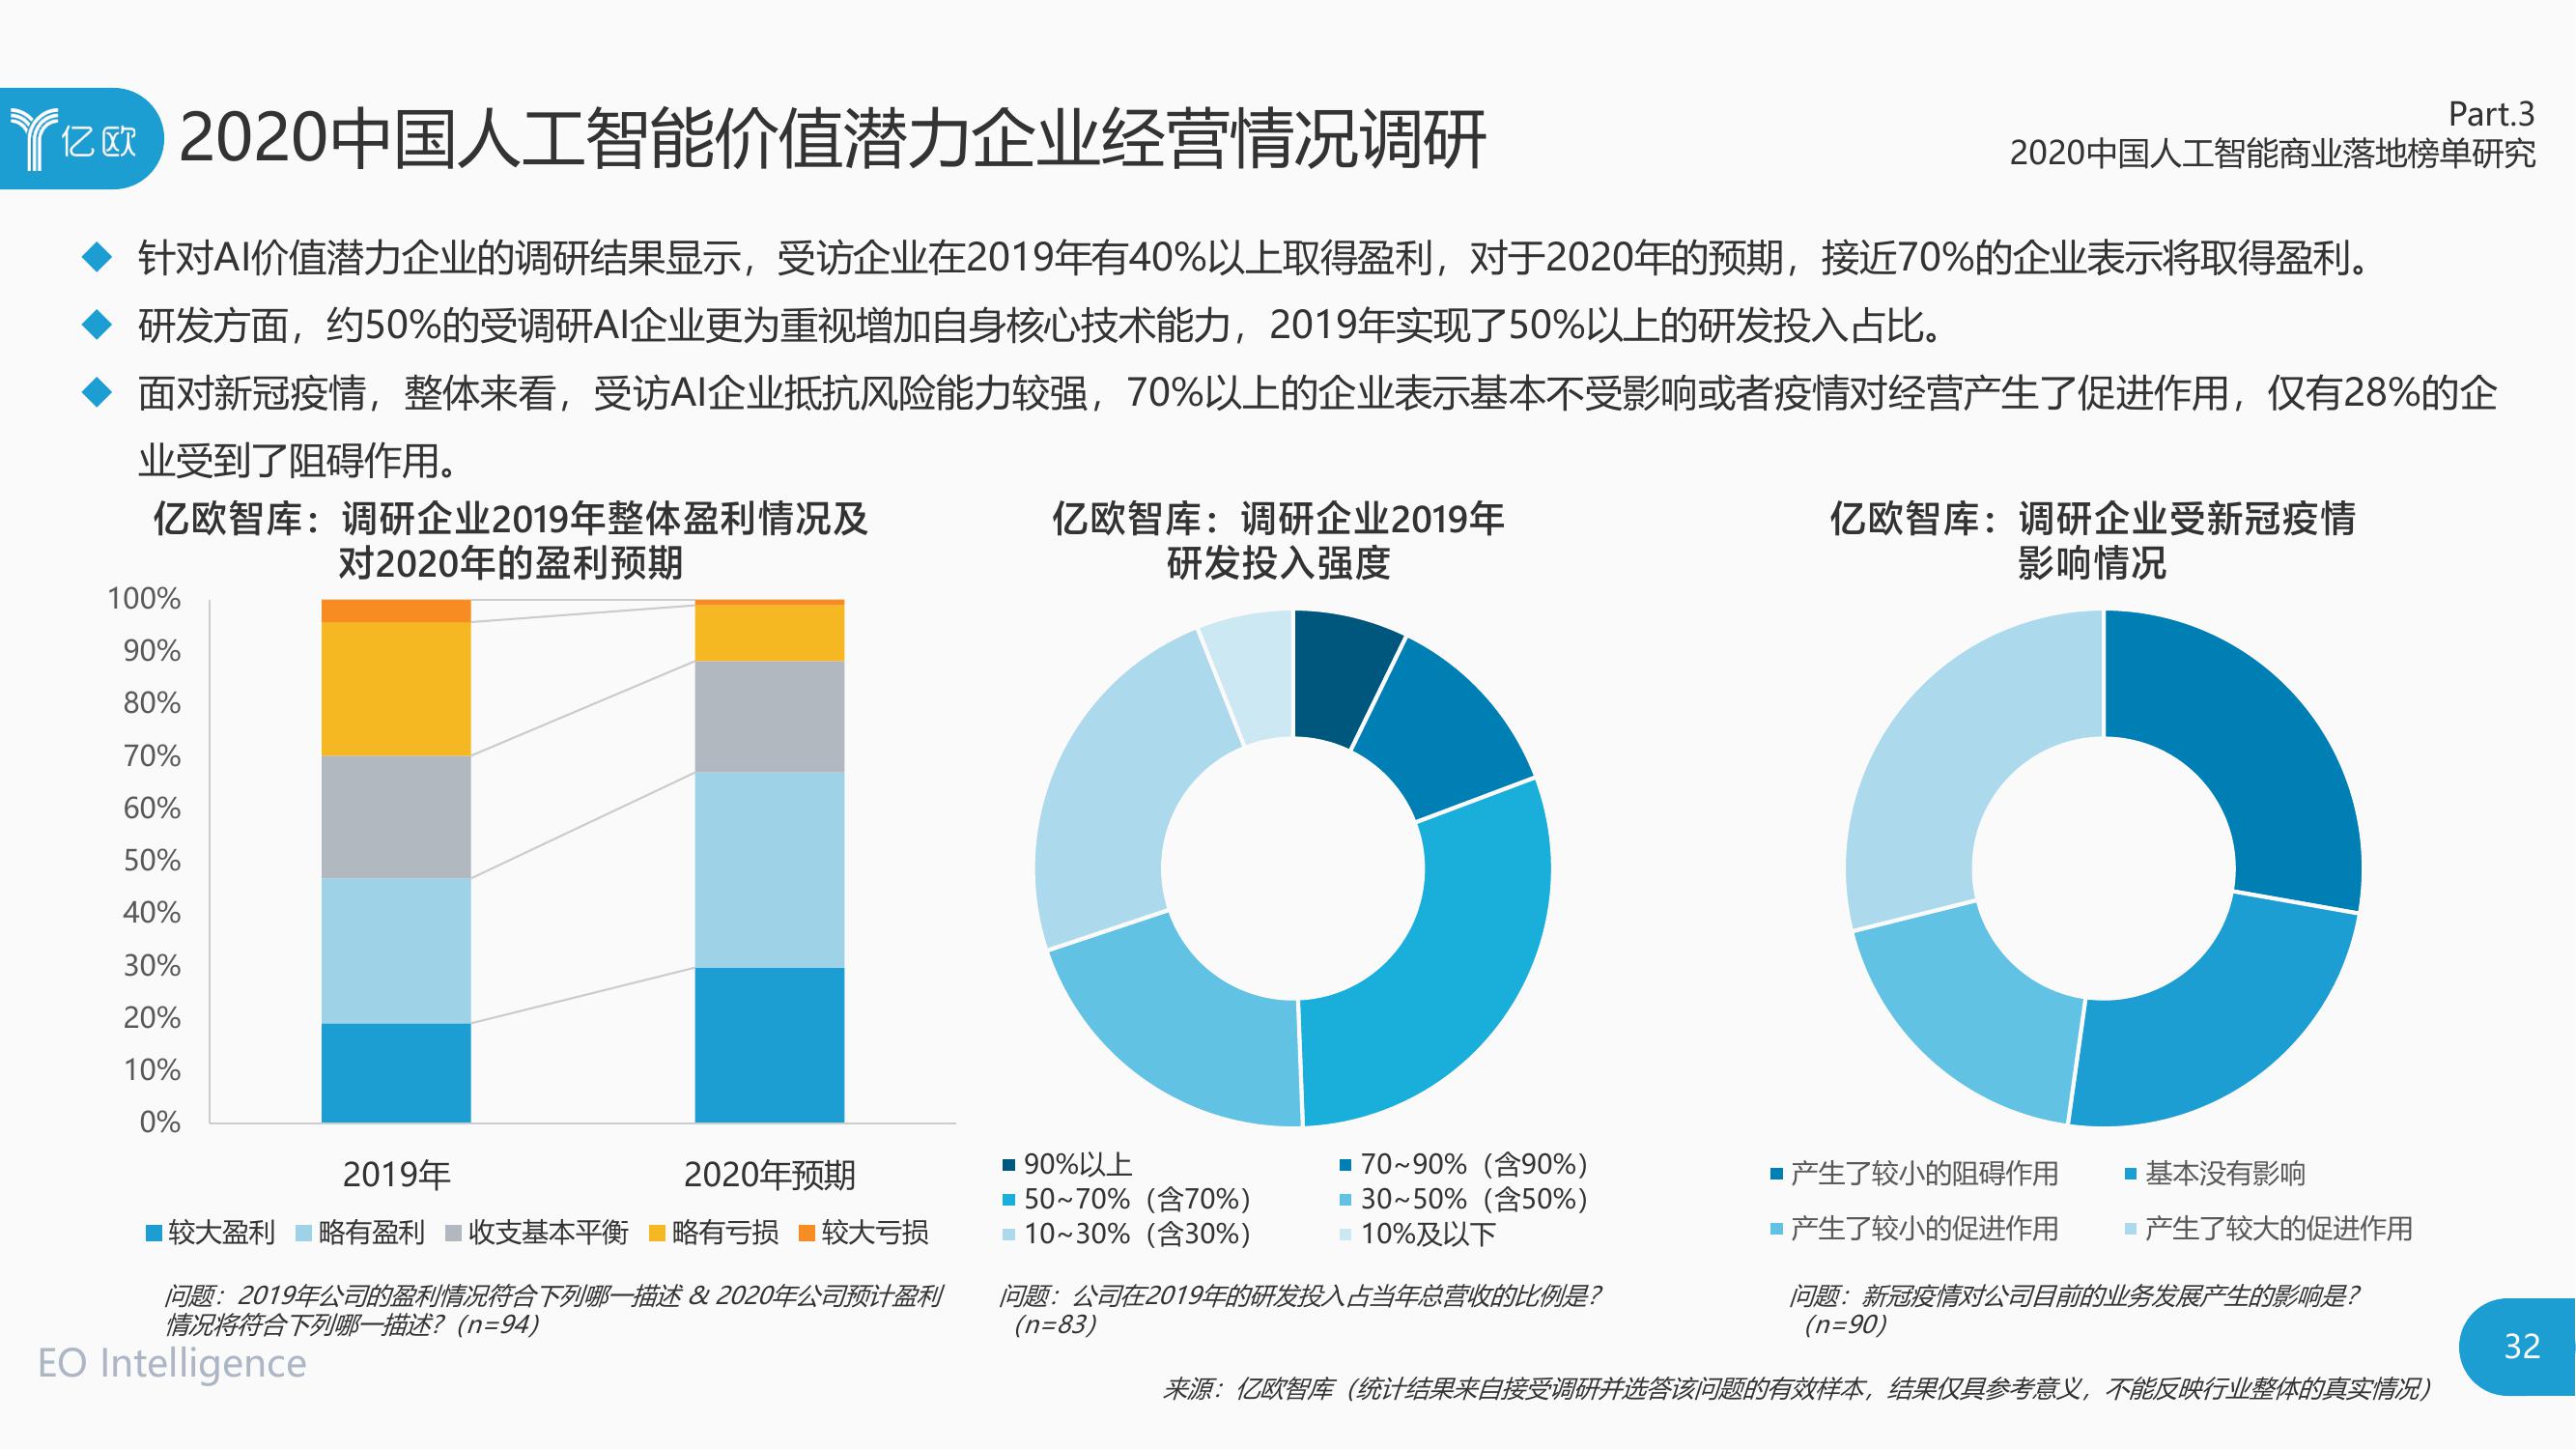 亿欧
2020中国人工智能价值潜力企业经营情况调研
Part.3
2020中国人工智能商业落地榜单研究
针对AI价值潜力企业的调研结果显示，受访企业在2019年有40%以上取得盈利，对于2020年的预期，接近70%的企业表示将取得盈利。
研发方面，约50%的受调研AI企业更为重视增加自身核心技术能力，2019年实现了50%以上的研发投入占比。
面对新冠疫情，整体来看，受访AI企业抵抗风险能力较强，70%以上的企业表示基本不受影响或者疫情对经营产生了促进作用，仅有28%的企
业受到了阻碍作用。
亿欧智库：调研企业2019年整体盈利情况及
对2020年的盈利预期
100%
90%
80%
70%
60%
50%
40%
30%
20%
10%
0%
2019年
2020年预期
较大盈利
略有盈利
收支基本平衡
略有亏损
较大亏损
问题：2019年公司的盈利情况符合下列哪一描述 & 2020年公司预计盈利
情况将符合下列哪一描述?（n=94）
亿欧智库：调研企业2019年
研发投入强度
90%以上
70~90%（含90%）
50~70%（含70%）
30~50%（含50%）
10~30%（含30%）
10%及以下
问题：公司在2019年的研发投入占当年总营收的比例是?
（n=83）
亿欧智库：调研企业受新冠疫情
影响情况
产生了较小的阻碍作用
基本没有影响
产生了较小的促进作用
产生了较大的促进作用
问题：新冠疫情对公司目前的业务发展产生的影响是?
（n=90）
EO Intelligence
来源：亿欧智库（统计结果来自接受调研并选答该问题的有效样本，结果仅具参考意义，不能反映行业整体的真实情况）
32